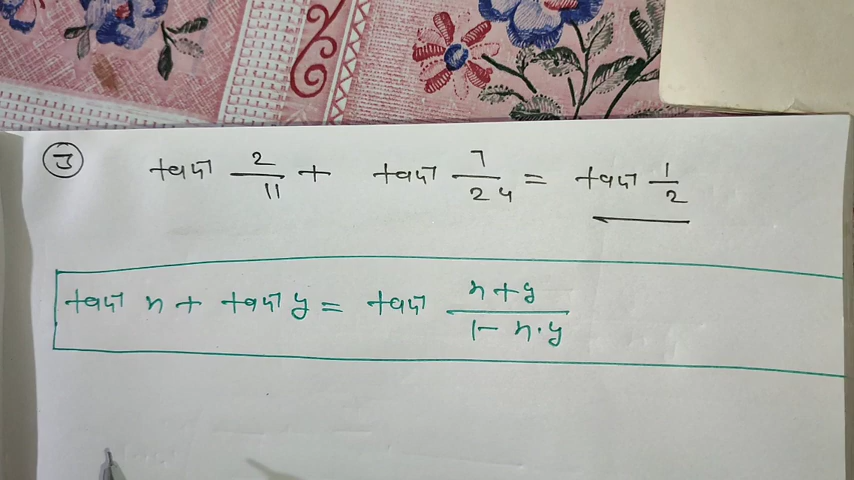 ③ tan⁻¹ 2/11 + tan⁻¹ 7/24 = tan⁻¹ 1/2
tan⁻¹ x + tan⁻¹ y = tan⁻¹ x+y/1-x.y